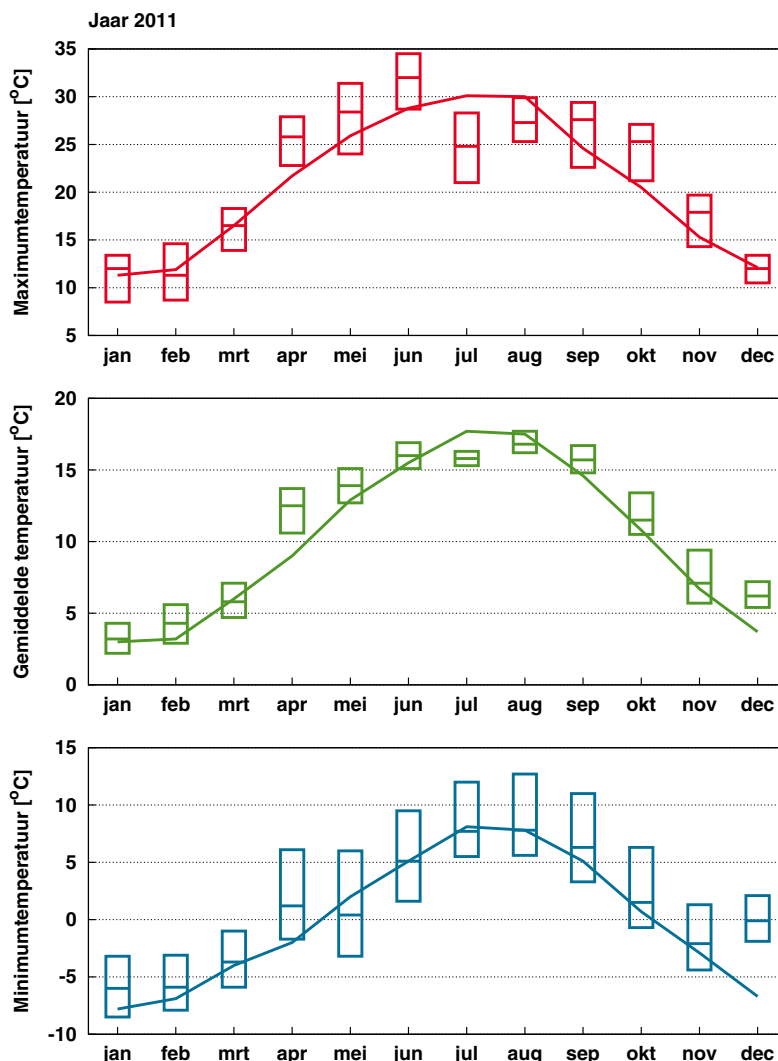 Jaar 2011
Maximumtemperatuur [°C]
35
30
25
20
15
10
5
jan feb mrt apr mei jun jul aug sep okt nov dec
Gemiddelde temperatuur [°C]
20
15
10
5
0
jan feb mrt apr mei jun jul aug sep okt nov dec
Minimumtemperatuur [°C]
15
10
5
0
-5
-10
jan feb mrt apr mei jun jul aug sep okt nov dec